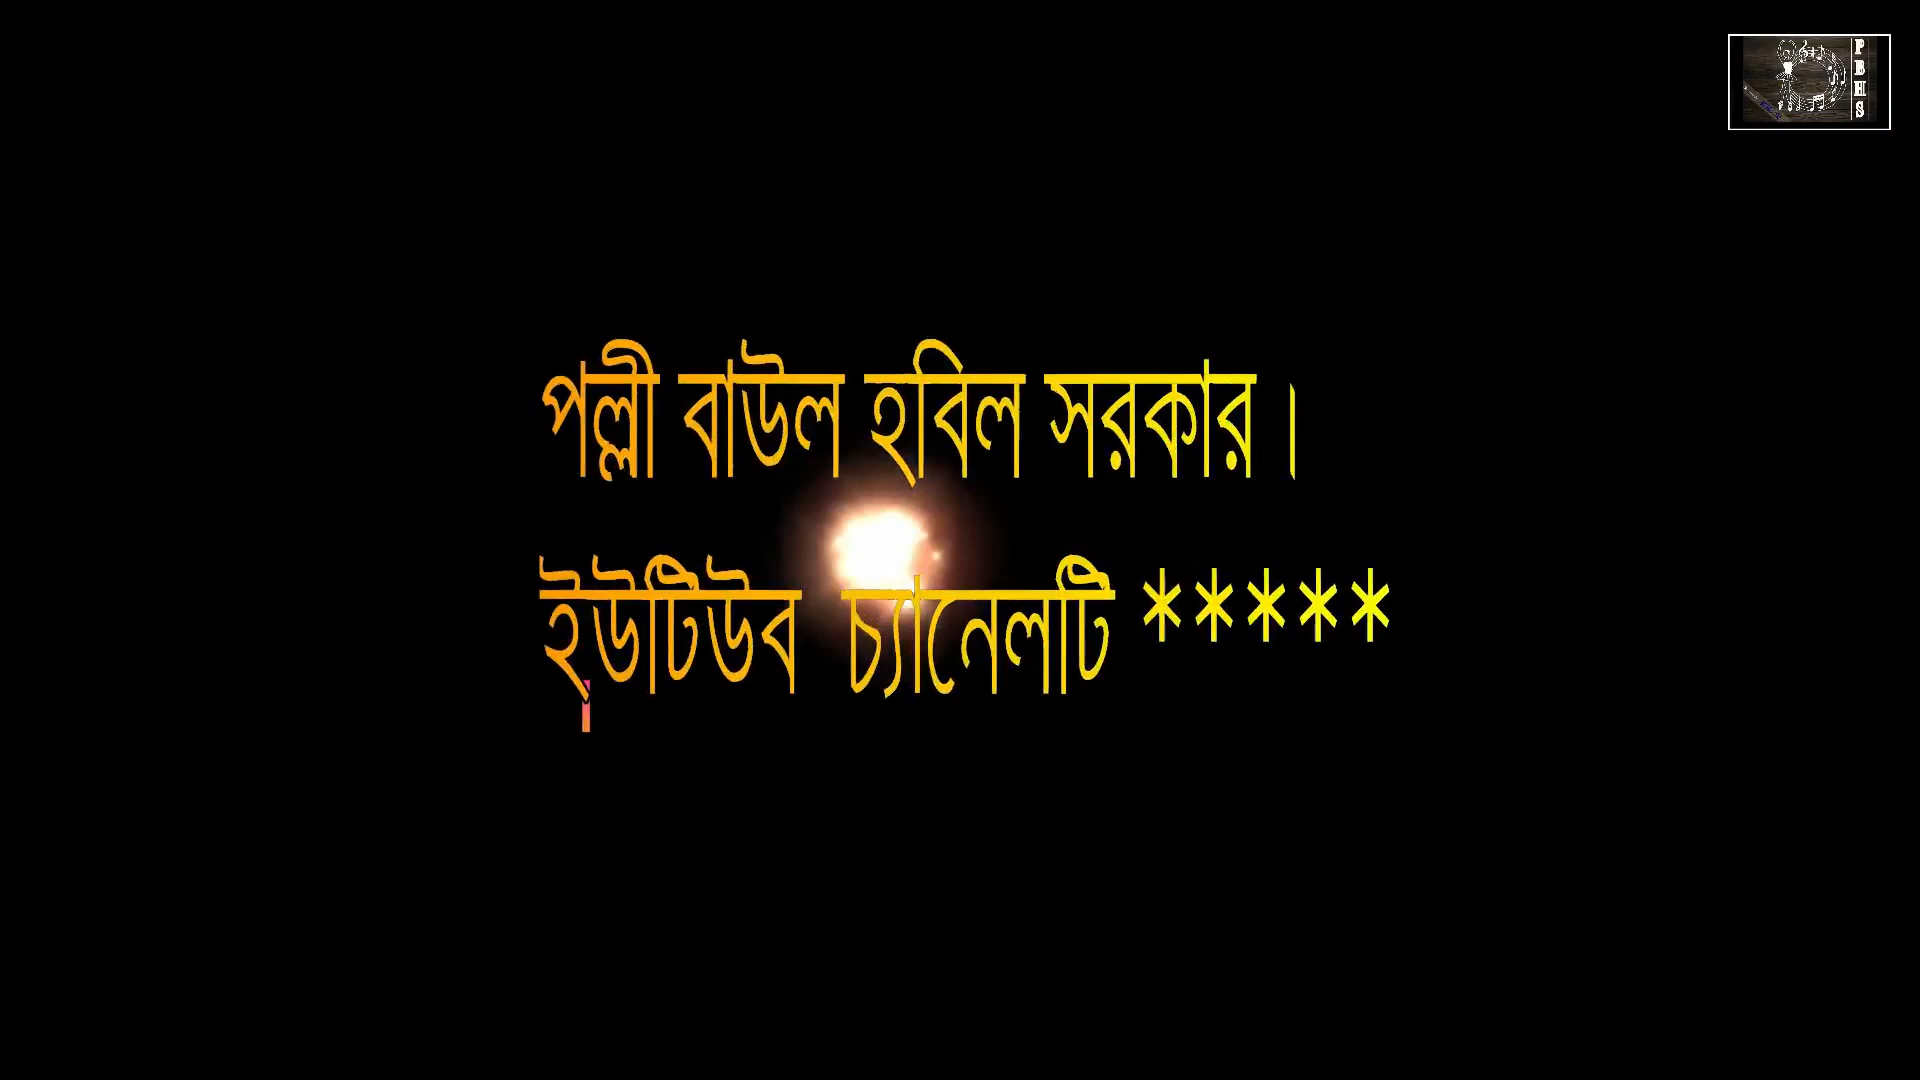 পল্লী বাউল হবিল সরকার।
ইউটিউব চ্যানেলটি *****
P
B
H
S